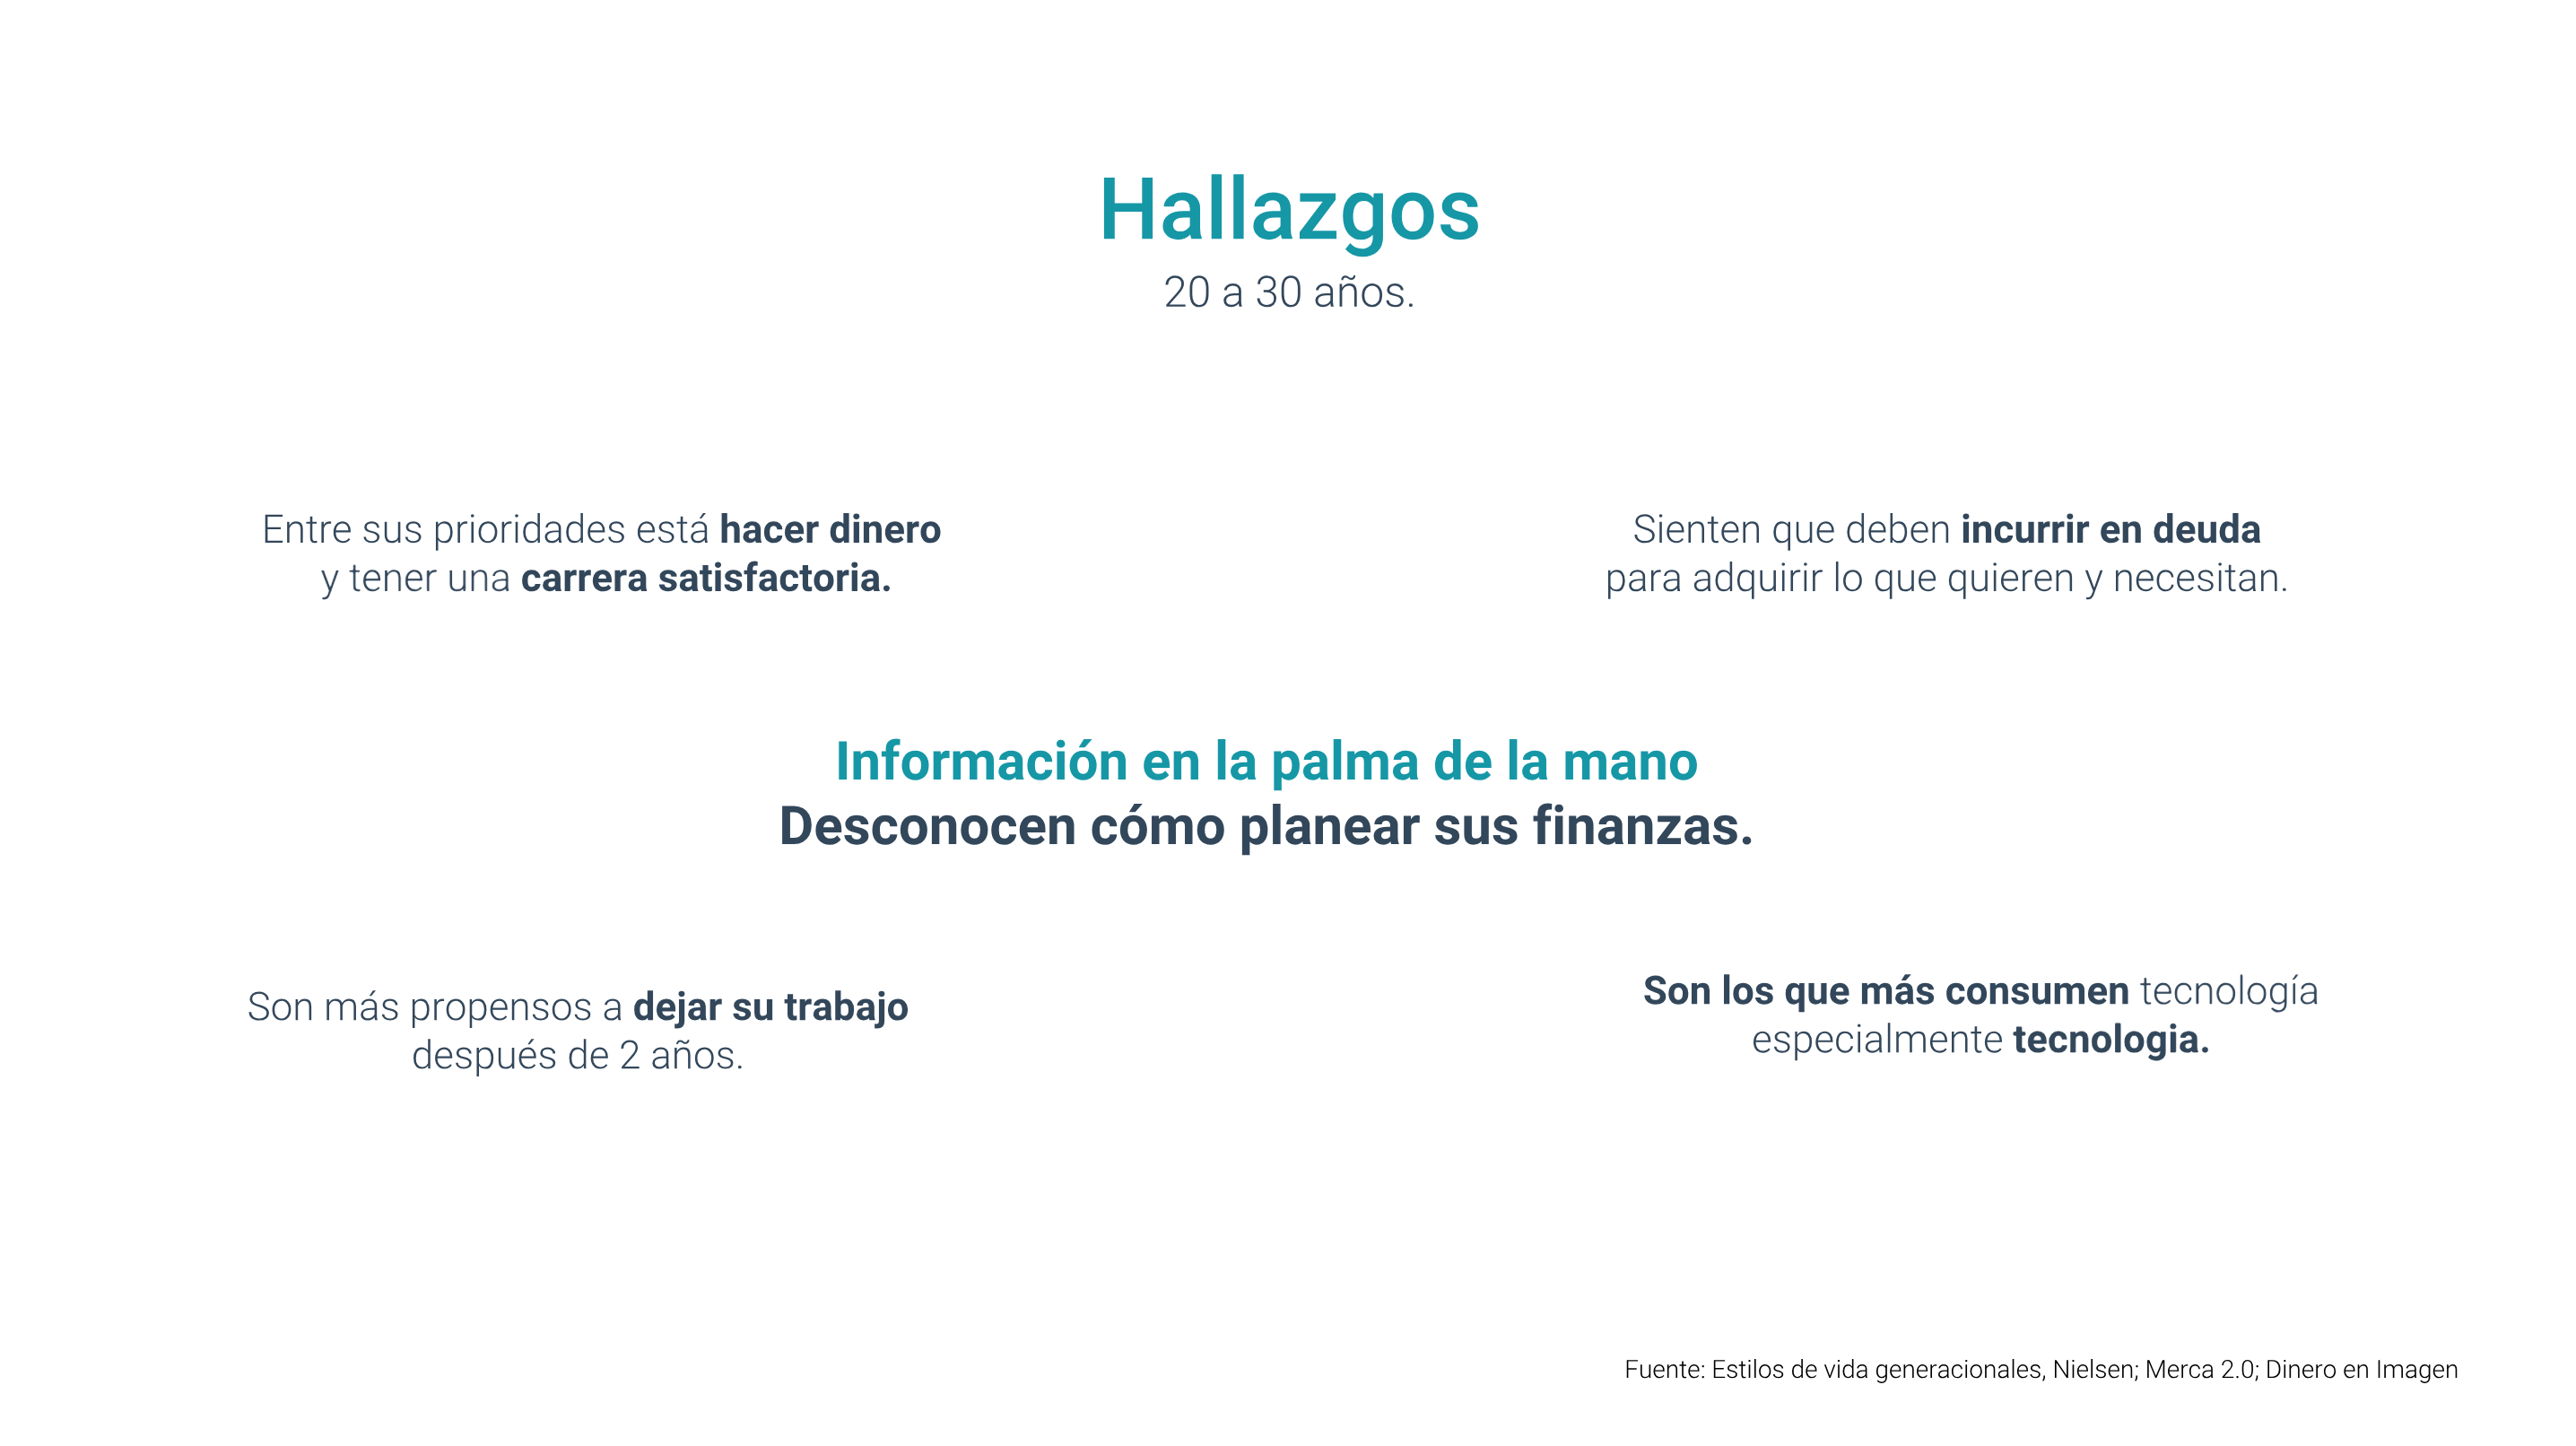 Hallazgos
20 a 30 años.
Entre sus prioridades está hacer dinero
y tener una carrera satisfactoria.
Sienten que deben incurrir en deuda
para adquirir lo que quieren y necesitan.
Información en la palma de la mano
Desconocen cómo planear sus finanzas.
Son más propensos a dejar su trabajo
después de 2 años.
Son los que más consumen tecnología
especialmente tecnologia.
Fuente: Estilos de vida generacionales, Nielsen; Merca 2.0; Dinero en Imagen